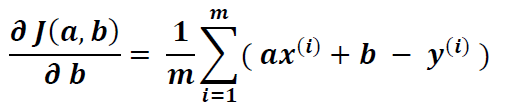 ∂ J(a, b) / ∂ b = 1/m ∑_{i=1}^{m} ( ax^{(i)} + b − y^{(i)} )